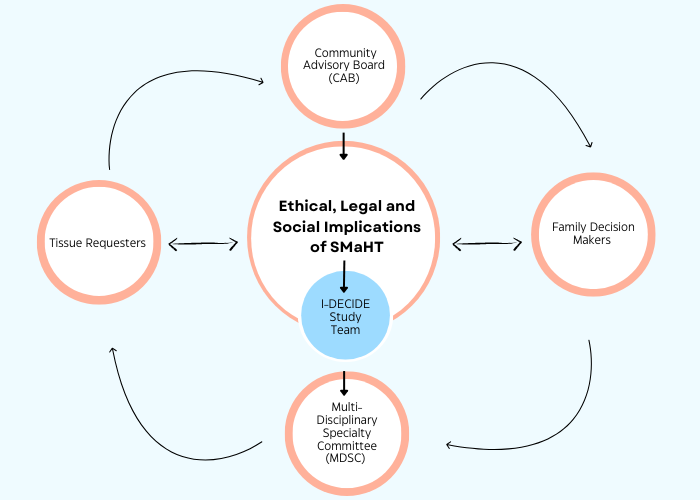 Community
Advisory Board
(CAB)
Ethical, Legal and
Social Implications
of SMaHT
Tissue Requesters
Family Decision
Makers
I-DECIDE
Study
Team
Multi-
Disciplinary
Specialty
Committee
(MDSC)